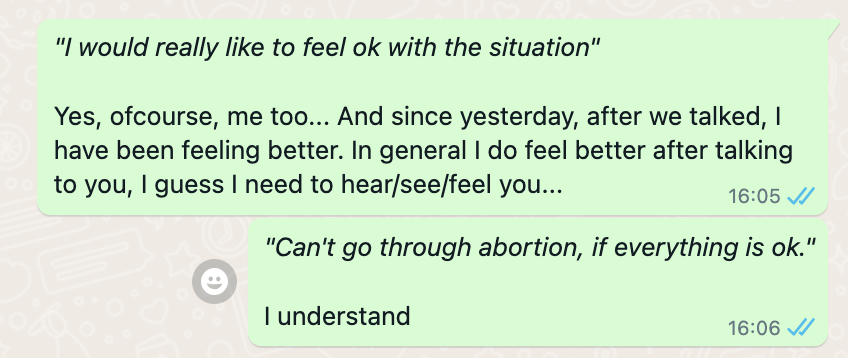 "I would really like to feel ok with the situation"
Yes, ofcourse, me too... And since yesterday, after we talked, I
have been feeling better. In general I do feel better after talking
to you, I guess I need to hear/see/feel you...
16:05
"Can't go through abortion, if everything is ok."
I understand
16:06